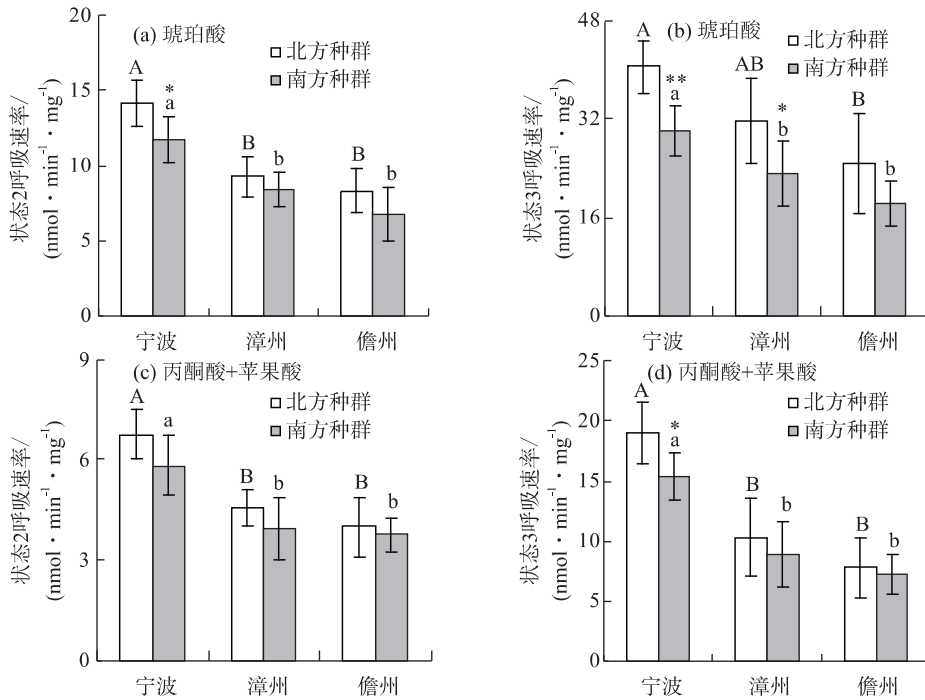 20
15
10
5
0
状态2呼吸速率/
(nmol·min⁻¹·mg⁻¹)
(a) 琥珀酸
北方种群
南方种群
A
*
a
B
b
B
b
宁波
漳州
儋州
48
32
16
0
状态3呼吸速率/
(nmol·min⁻¹·mg⁻¹)
(b) 琥珀酸
北方种群
南方种群
A
**
a
AB
*
b
B
b
宁波
漳州
儋州
9
6
3
0
状态2呼吸速率/
(nmol·min⁻¹·mg⁻¹)
(c) 丙酮酸+苹果酸
北方种群
南方种群
A
a
B
b
B
b
宁波
漳州
儋州
25
20
15
10
5
0
状态3呼吸速率/
(nmol·min⁻¹·mg⁻¹)
(d) 丙酮酸+苹果酸
北方种群
南方种群
A
*
a
B
b
B
b
宁波
漳州
儋州